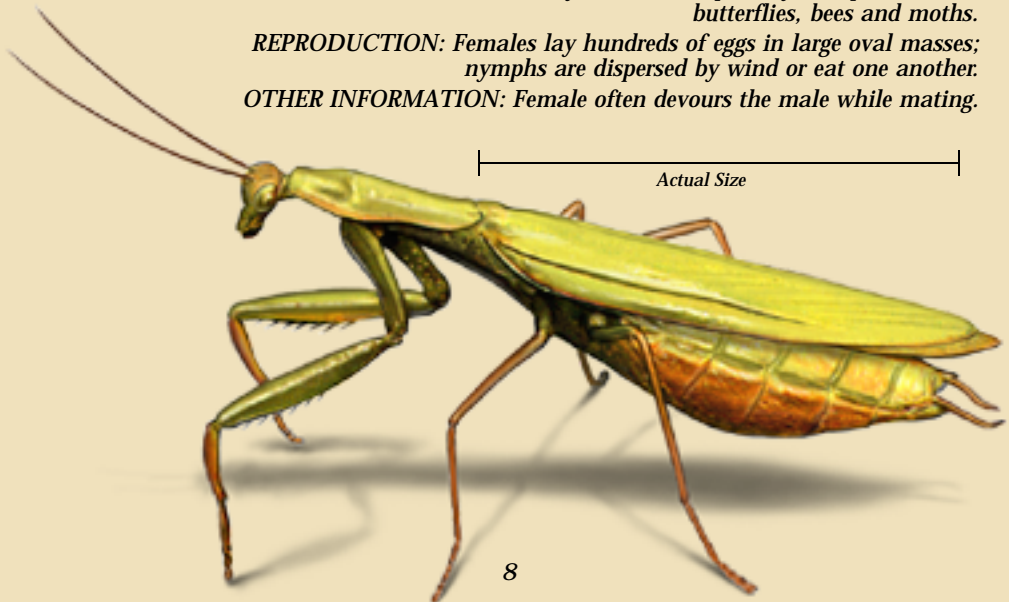 butterflies, bees and moths.
REPRODUCTION: Females lay hundreds of eggs in large oval masses;
nymphs are dispersed by wind or eat one another.
OTHER INFORMATION: Female often devours the male while mating.
Actual Size
8